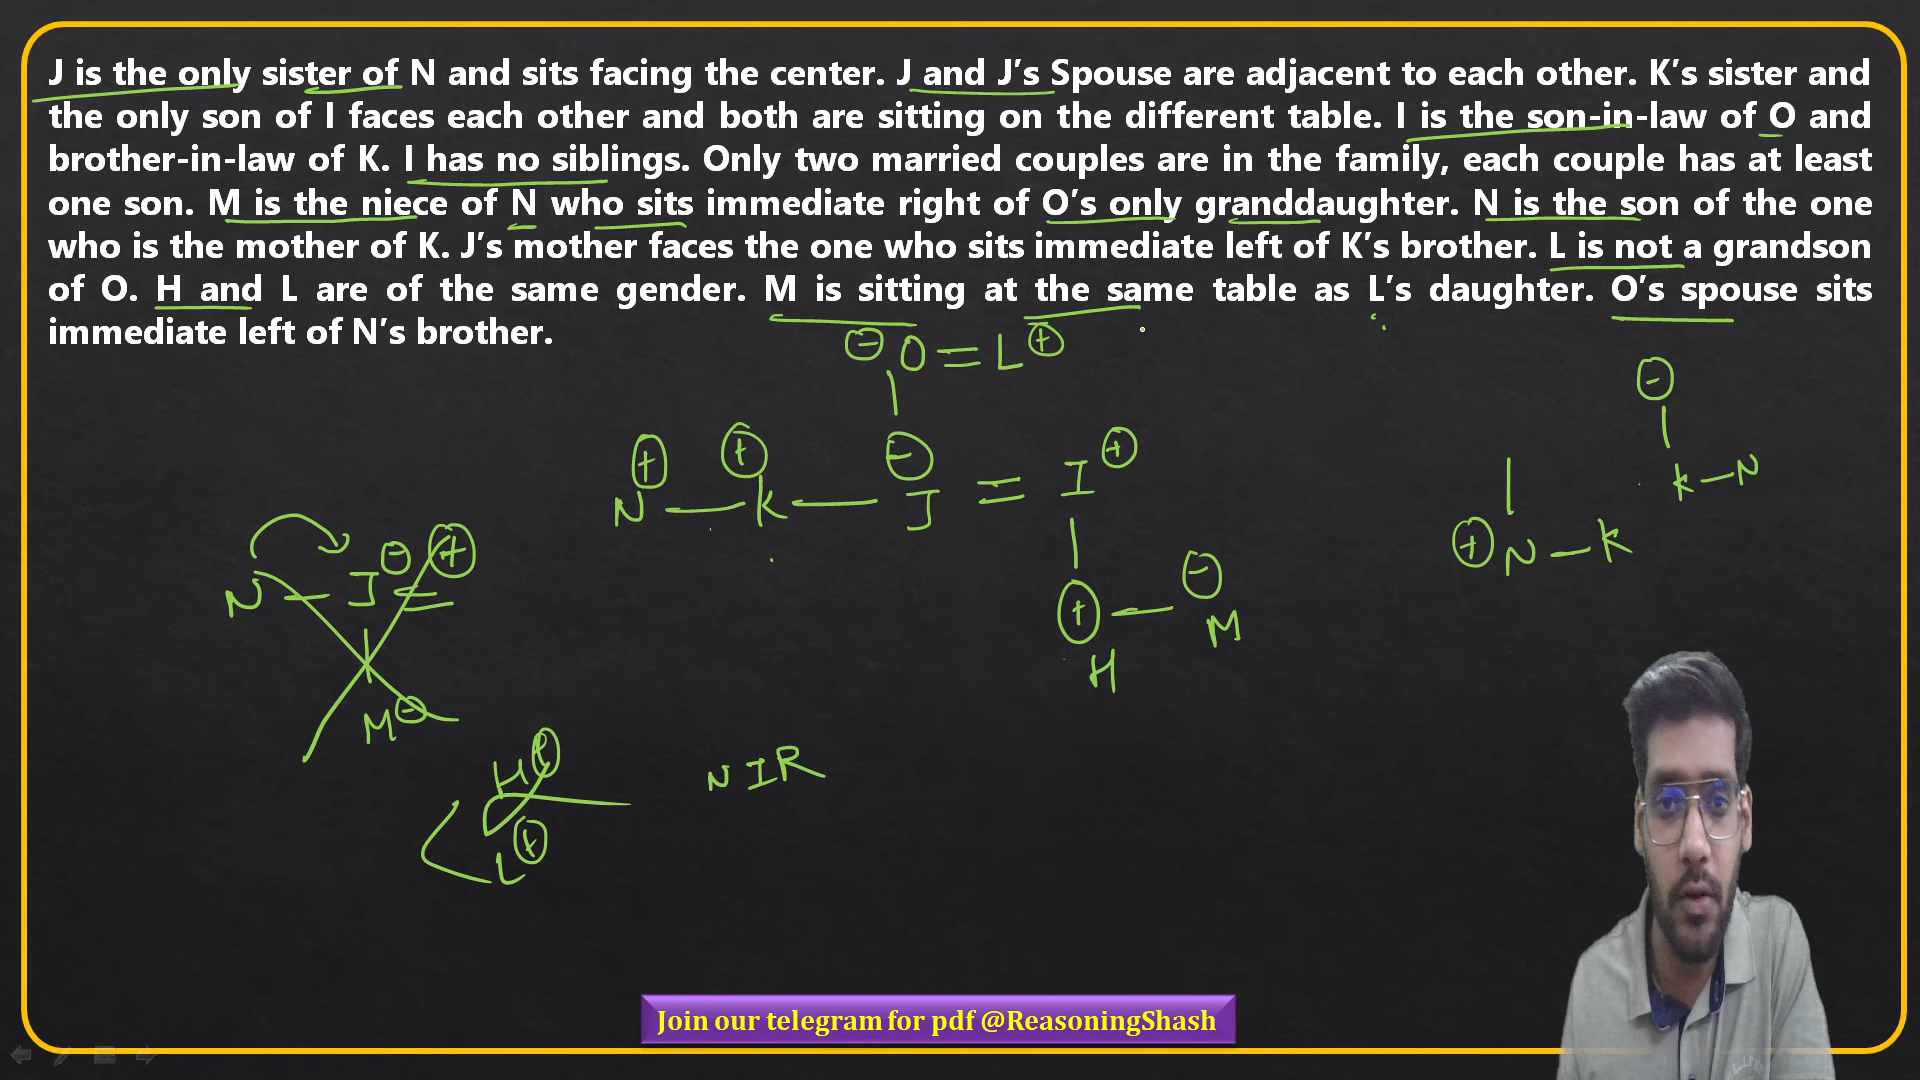 J is the only sister of N and sits facing the center. J and J's Spouse are adjacent to each other. K's sister and
the only son of I faces each other and both are sitting on the different table. I is the son-in-law of O and
brother-in-law of K. I has no siblings. Only two married couples are in the family, each couple has at least
one son. M is the niece of N who sits immediate right of O's only granddaughter. N is the son of the one
who is the mother of K. J's mother faces the one who sits immediate left of K's brother. L is not a grandson
of O. H and L are of the same gender. M is sitting at the same table as L's daughter. O's spouse sits
immediate left of N's brother.
- O = L +
-
+ + - +
N — K — J = I
K — N
+ N — K
N — J - = +
+ — -
H M
M -
H
N I R
L +
Join our telegram for pdf @ReasoningShash